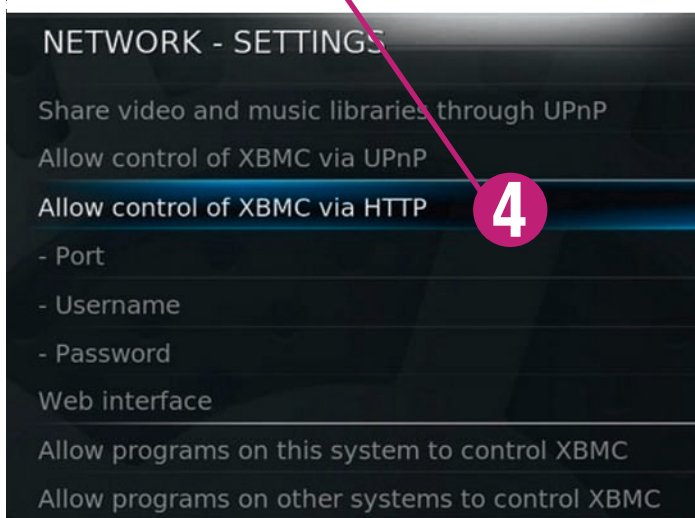 NETWORK - SETTINGS
Share video and music libraries through UPnP
Allow control of XBMC via UPnP
Allow control of XBMC via HTTP
4
- Port
- Username
- Password
Web interface
Allow programs on this system to control XBMC
Allow programs on other systems to control XBMC